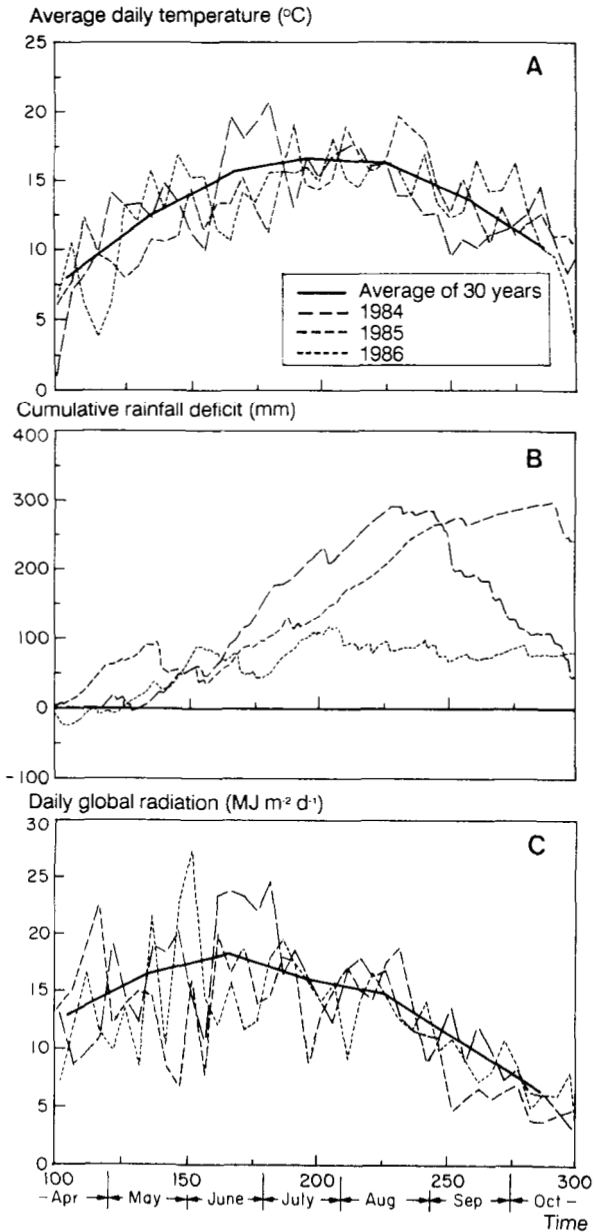 Average daily temperature (°C)
A
25
20
15
10
5
0
Average of 30 years
1984
1985
1986
Cumulative rainfall deficit (mm)
B
400
300
200
100
0
-100
Daily global radiation (MJ m⁻² d⁻¹)
C
30
25
20
15
10
5
0
100 150 200 250 300
Apr May June July Aug Sep Oct
Time